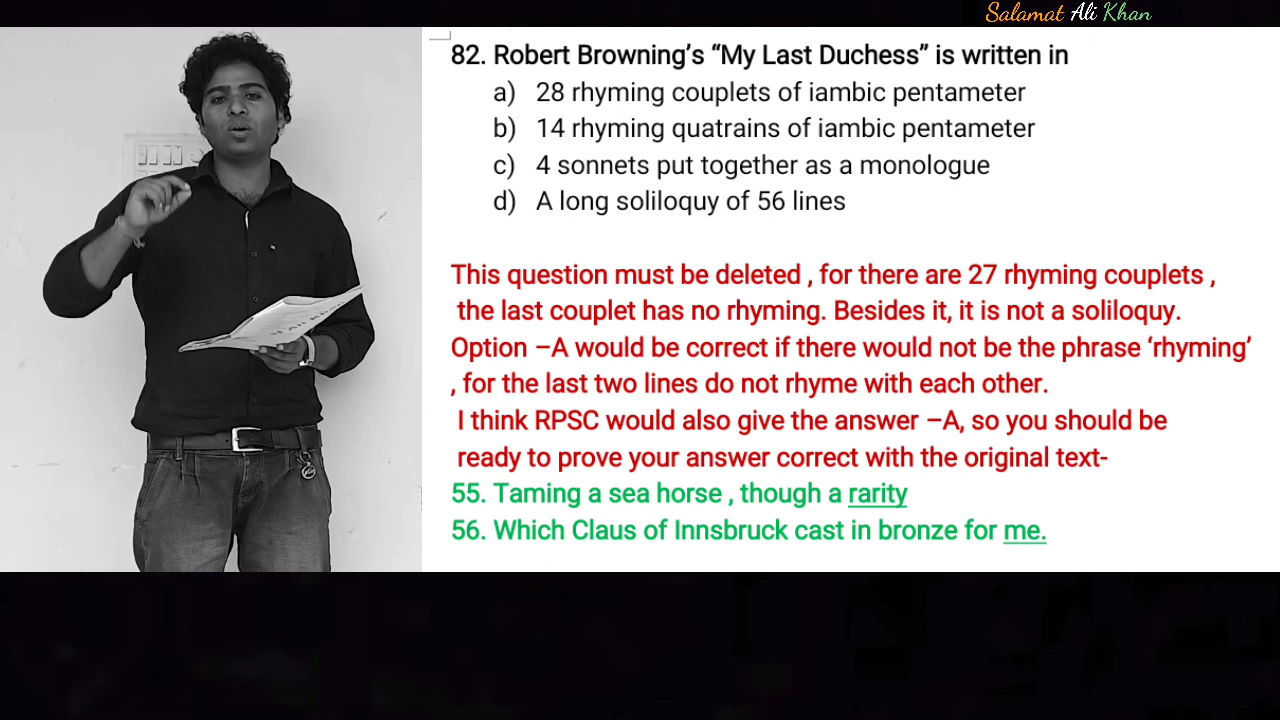 Salamat Ali Khan
82. Robert Browning’s “My Last Duchess” is written in
a) 28 rhyming couplets of iambic pentameter
b) 14 rhyming quatrains of iambic pentameter
c) 4 sonnets put together as a monologue
d) A long soliloquy of 56 lines
This question must be deleted , for there are 27 rhyming couplets ,
the last couplet has no rhyming. Besides it, it is not a soliloquy.
Option –A would be correct if there would not be the phrase ‘rhyming’
, for the last two lines do not rhyme with each other.
I think RPSC would also give the answer –A, so you should be
ready to prove your answer correct with the original text-
55. Taming a sea horse , though a rarity
56. Which Claus of Innsbruck cast in bronze for me.